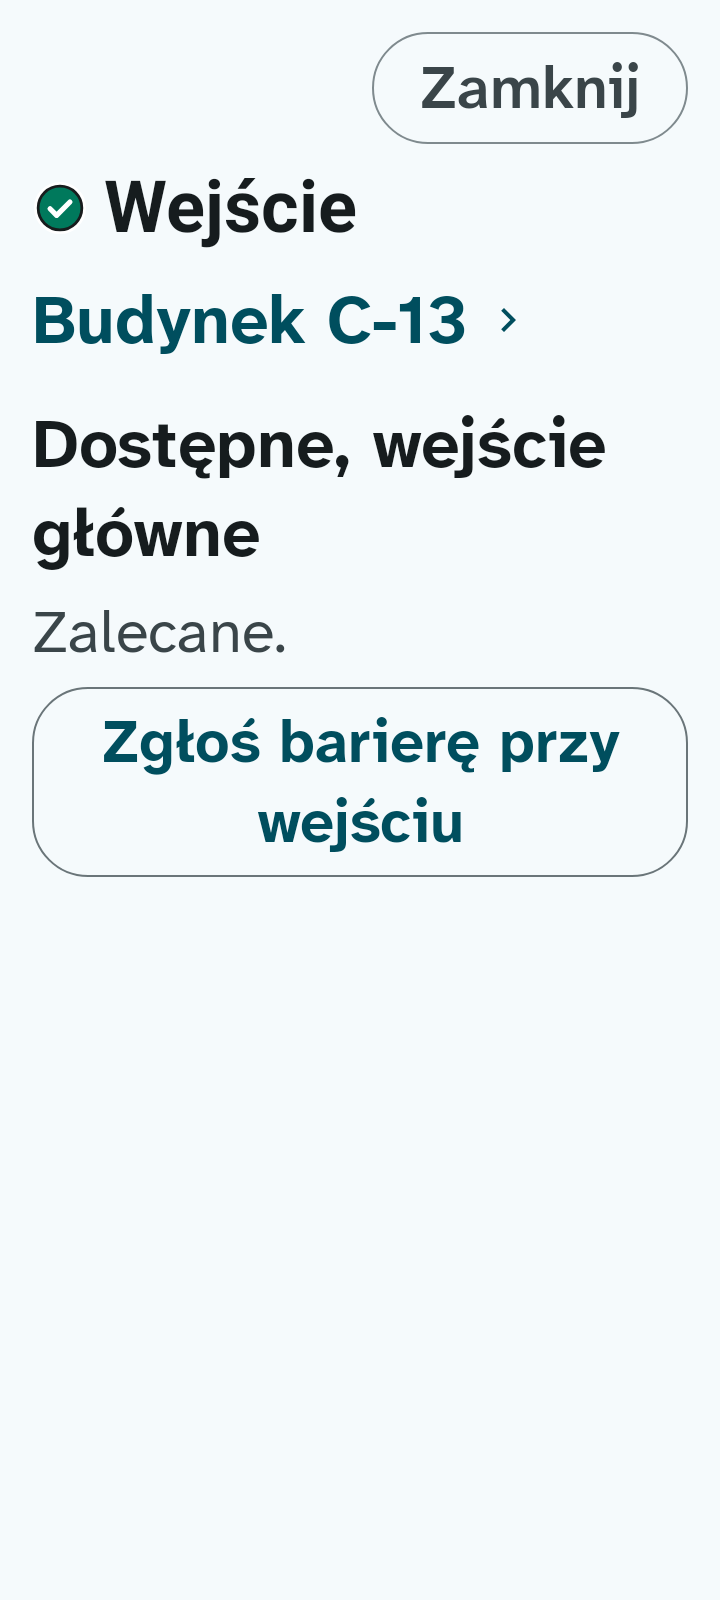 Zamknij
Wejście
Budynek C-13
Dostępne, wejście
główne
Zalecane.
Zgłoś barierę przy
wejściu